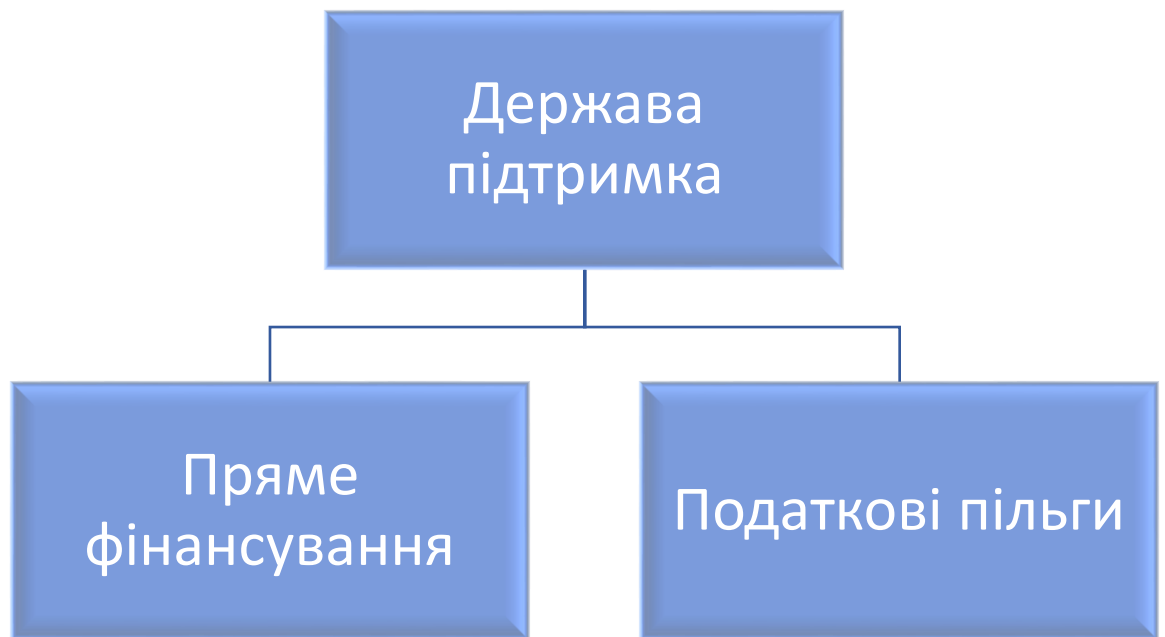 Держава
підтримка
Пряме
фінансування
Податкові пільги